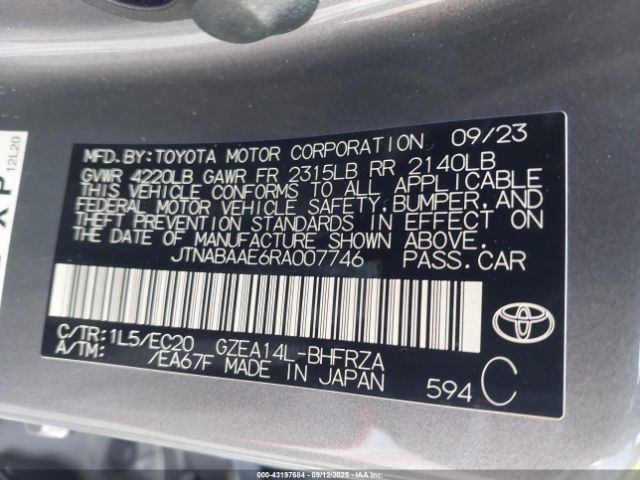 MFD.BY:TOYOTA MOTOR CORPORATION 09/23
GVWR 4220LB GAWR FR 2315LB RR 2140LB
THIS VEHICLE CONFORMS TO ALL APPLICABLE
FEDERAL MOTOR VEHICLE SAFETY,BUMPER,AND
THEFT PREVENTION STANDARDS IN EFFECT ON
THE DATE OF MANUFACTURE SHOWN ABOVE.
JTNABAAE6RA007746 PASS.CAR
C/TR:1L5/EC20 GZEA14L-BHFRZA
A/TM: /EA67F MADE IN JAPAN
594 C
12L20
000-43197684 - 09/12/2025 - IAAI.COM